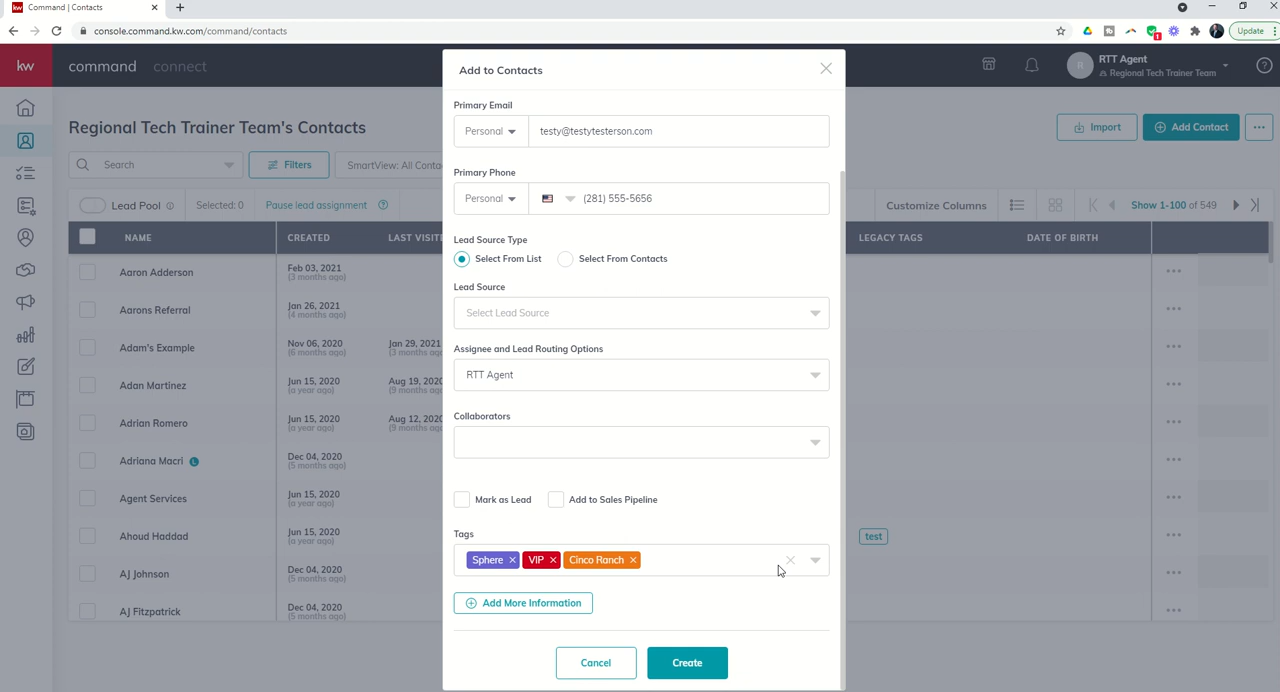 kw Command | Contacts
console.command.kw.com/command/contacts
1
Update
kw command connect
R
RTT Agent
Regional Tech Trainer Team
Regional Tech Trainer Team's Contacts
Import
Add Contact
Search
Filters
SmartView: All Conta
Lead Pool
Selected: 0
Pause lead assignment
Customize Columns
Show 1-100 of 549
NAME
CREATED
LAST VISITE
LEGACY TAGS
DATE OF BIRTH
Aaron Adderson
Feb 03, 2021
(3 months ago)
Aarons Referral
Jan 26, 2021
(4 months ago)
Adam's Example
Nov 06, 2020
(6 months ago)
Jan 29, 2021
(3 months
Adan Martinez
Jun 15, 2020
(a year ago)
Aug 19, 2020
(9 months ago)
Adrian Romero
Jun 15, 2020
(a year ago)
Aug 12, 2020
(9 months ago)
Adriana Macri L
Dec 04, 2020
(5 months ago)
Agent Services
Jun 15, 2020
(a year ago)
Ahoud Haddad
Jun 15, 2020
(a year ago)
test
AJ Johnson
Dec 04, 2020
(5 months ago)
AJ Fitzpatrick
Dec 04, 2020
(5 months ago)
Add to Contacts
Primary Email
Personal
testy@testytesterson.com
Primary Phone
Personal
(281) 555-5656
Lead Source Type
Select From List
Select From Contacts
Lead Source
Select Lead Source
Assignee and Lead Routing Options
RTT Agent
Collaborators
Mark as Lead
Add to Sales Pipeline
Tags
Sphere
VIP
Cinco Ranch
Add More Information
Cancel
Create